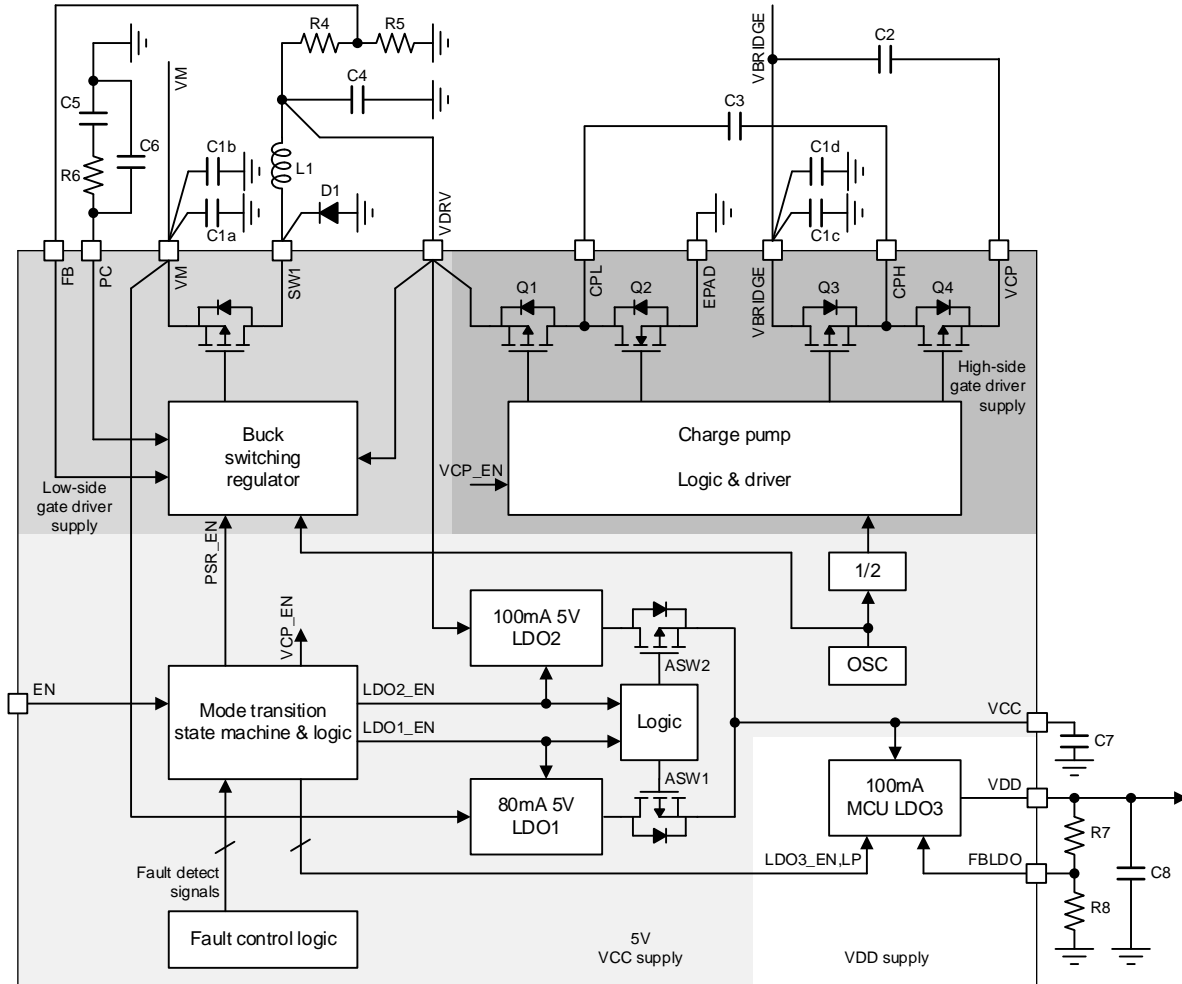 R4
R5
C2
VBRIDGE
VM
C4
C3
C5
C6
R6
C1b
L1
C1d
D1
C1a
VDRV
C1c
FB
PC
VM
SW1
Q1
CPL
Q2
EPAD
VBRIDGE
Q3
CPH
Q4
VCP
High-side
gate driver
supply
Buck
switching
regulator
Charge pump
Logic & driver
VCP_EN
Low-side
gate driver
supply
PSR_EN
VCP_EN
1/2
100mA 5V
LDO2
ASW2
OSC
EN
Mode transition
state machine & logic
LDO2_EN
LDO1_EN
Logic
VCC
C7
ASW1
80mA 5V
LDO1
100mA
MCU LDO3
VDD
R7
Fault detect
signals
LDO3_EN,LP
FBLDO
C8
R8
Fault control logic
5V
VCC supply
VDD supply